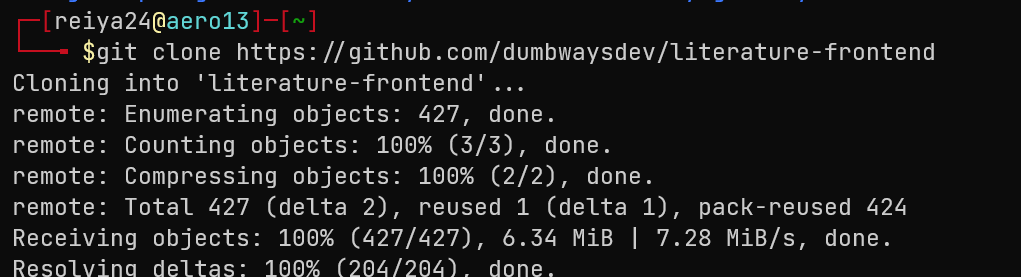 ┌─[reiya24@aero13]─[~]
└──╼ $git clone https://github.com/dumbwaysdev/literature-frontend
Cloning into 'literature-frontend'...
remote: Enumerating objects: 427, done.
remote: Counting objects: 100% (3/3), done.
remote: Compressing objects: 100% (2/2), done.
remote: Total 427 (delta 2), reused 1 (delta 1), pack-reused 424
Receiving objects: 100% (427/427), 6.34 MiB | 7.28 MiB/s, done.
Resolving deltas: 100% (204/204), done.